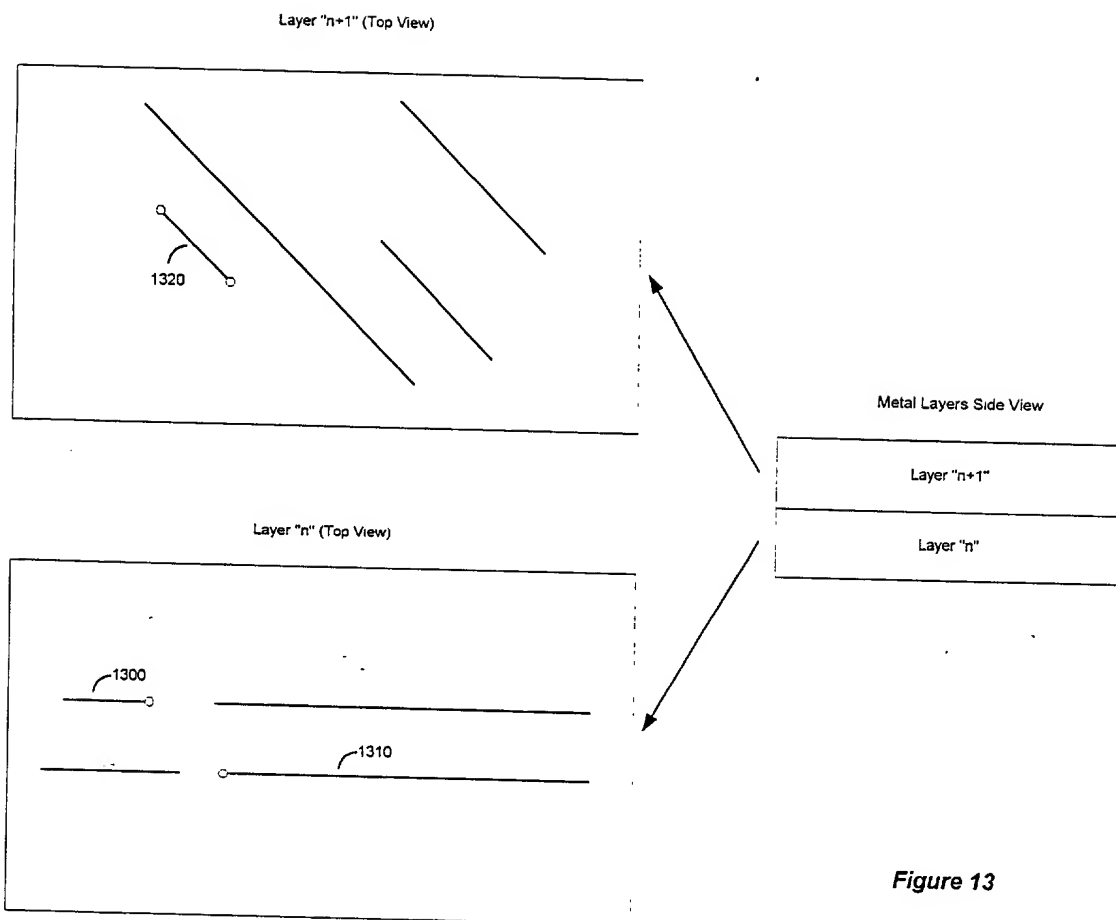 Layer "n+1" (Top View)
1320
Metal Layers Side View
Layer "n+1"
Layer "n"
Layer "n" (Top View)
1300
1310
Figure 13